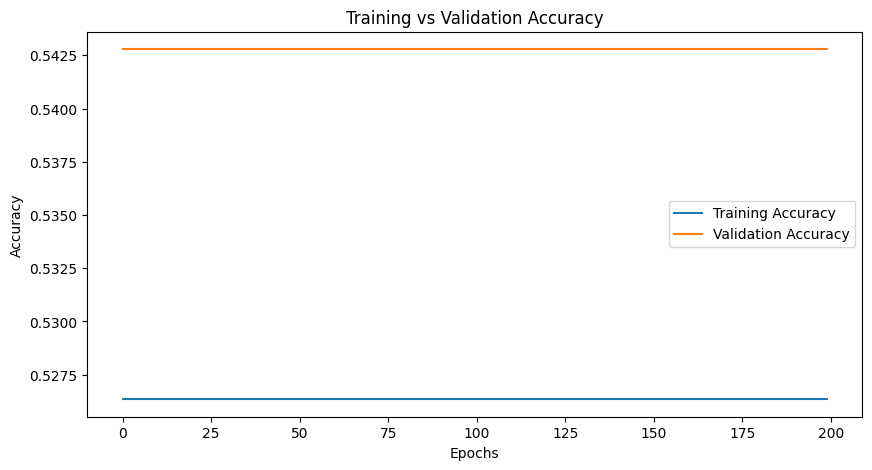 Training vs Validation Accuracy
0.5425
0.5400
0.5375
0.5350
0.5325
0.5300
0.5275
Accuracy
Training Accuracy
Validation Accuracy
0 25 50 75 100 125 150 175 200
Epochs